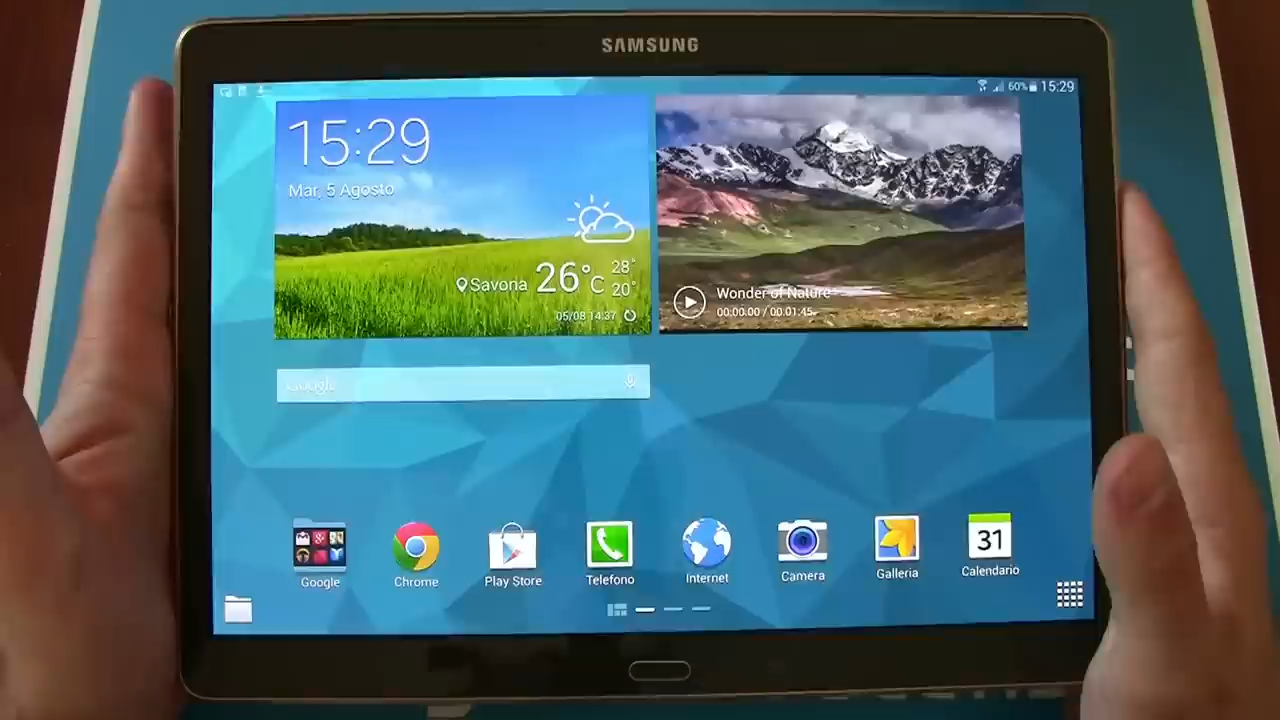 SAMSUNG
60% 15:29
15:29
Mar, 5 Agosto
Savona 26°C 28° 20°
05/08 14:37
Wonder of Nature
00:00:00 / 00:01:45
Google
31
Google Chrome Play Store Telefono Internet Camera Galleria Calendario